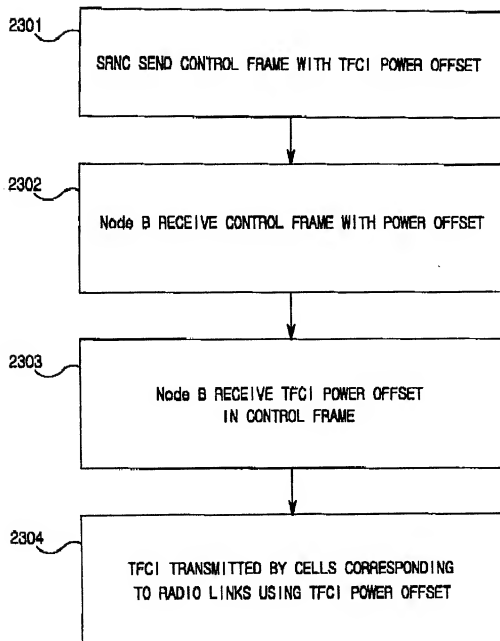 2301
SRNC SEND CONTROL FRAME WITH TFCI POWER OFFSET
2302
Node B RECEIVE CONTROL FRAME WITH POWER OFFSET
2303
Node B RECEIVE TFCI POWER OFFSET
IN CONTROL FRAME
2304
TFCI TRANSMITTED BY CELLS CORRESPONDING
TO RADIO LINKS USING TFCI POWER OFFSET